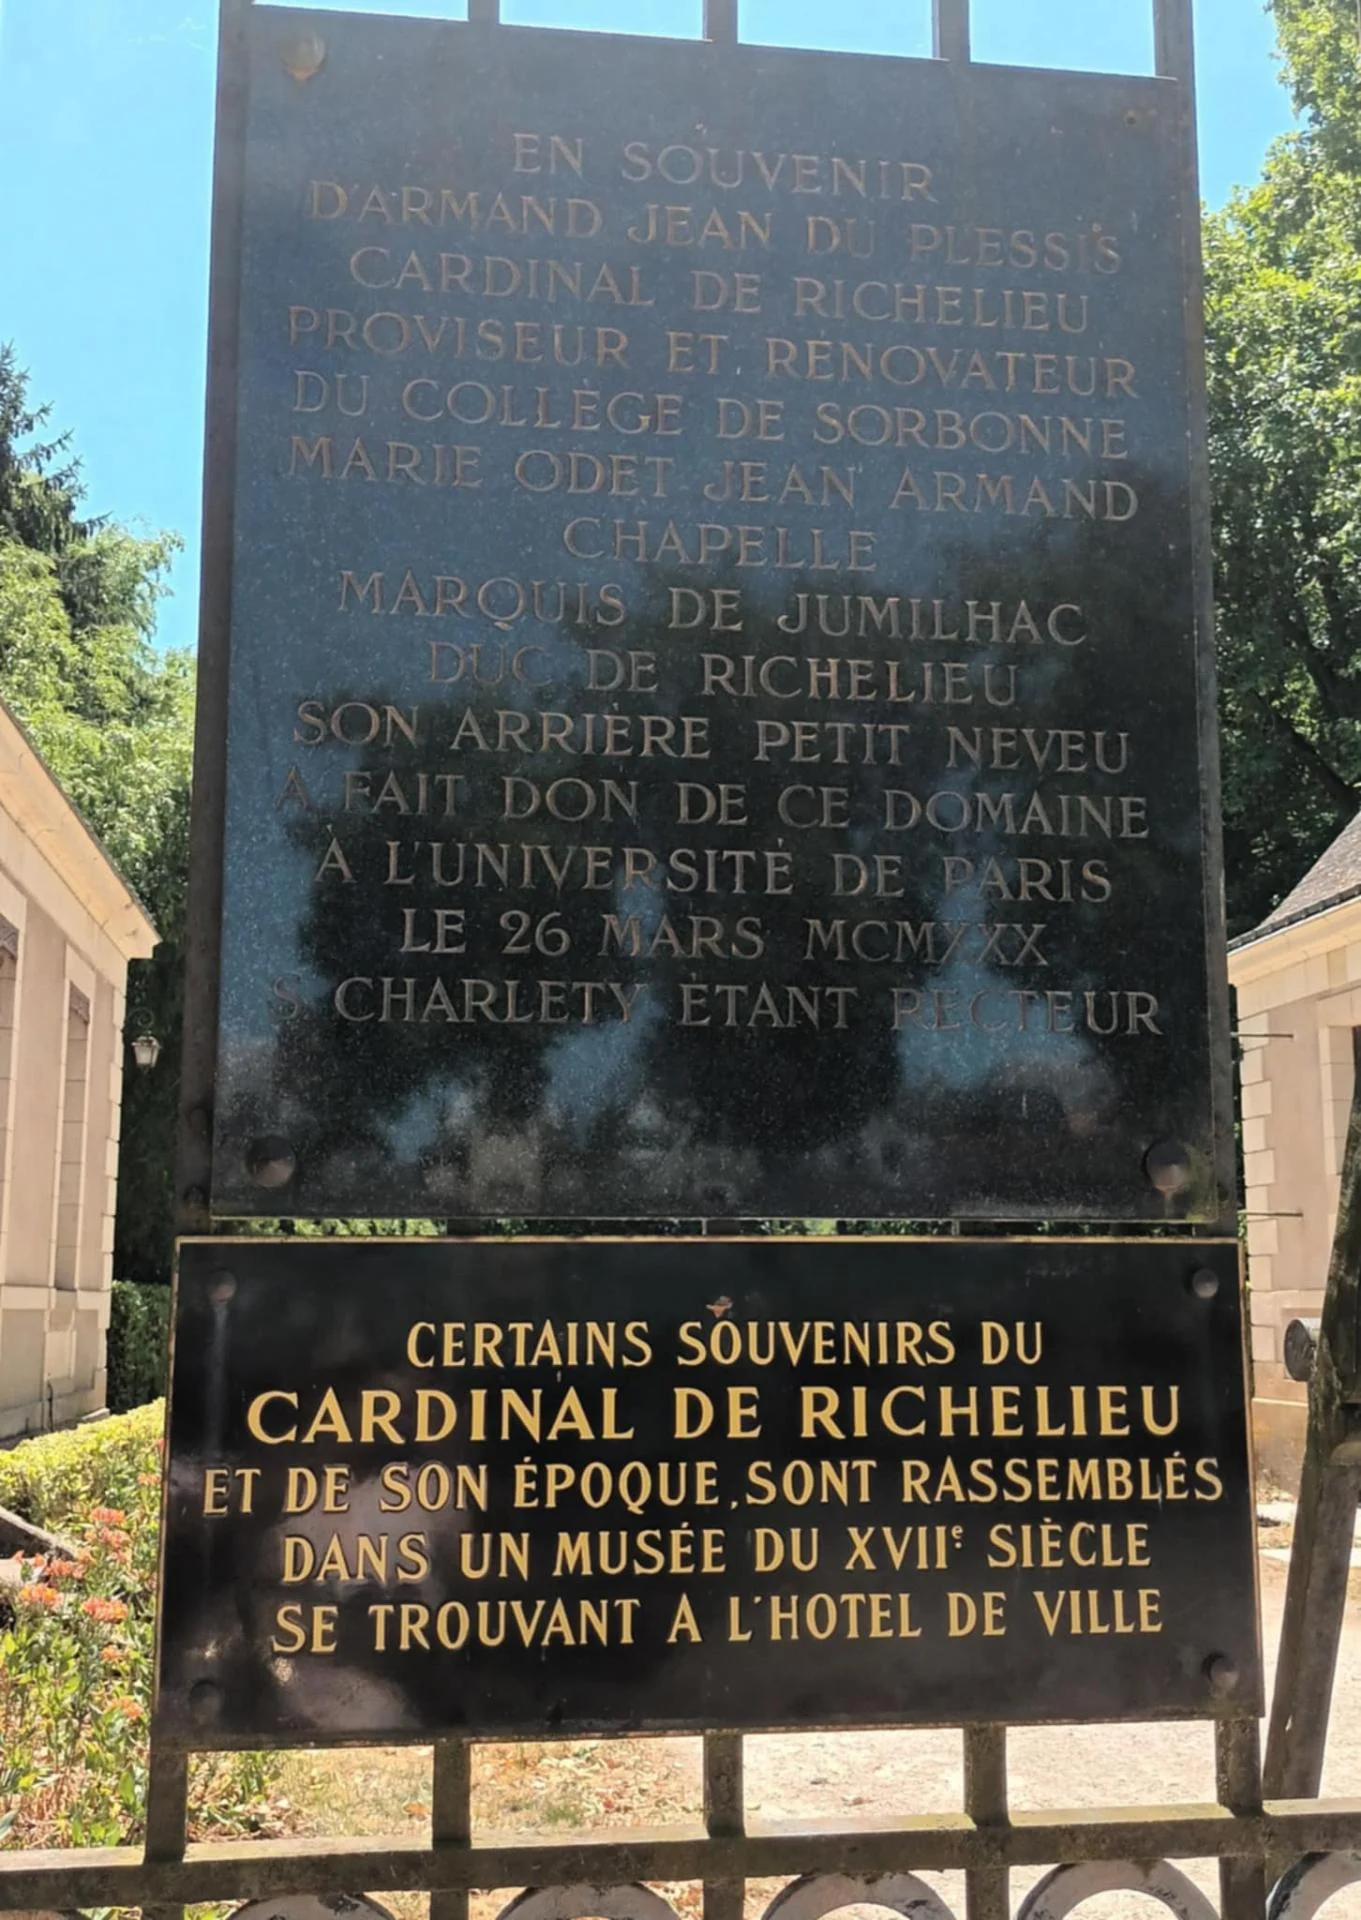 EN SOUVENIR
D'ARMAND JEAN DU PLESSIS
CARDINAL DE RICHELIEU
PROVISEUR ET RENOVATEUR
DU COLLÈGE DE SORBONNE
MARIE ODET JEAN ARMAND
CHAPELLE
MARQUIS DE JUMILHAC
DUC DE RICHELIEU
SON ARRIÈRE PETIT NEVEU
A FAIT DON DE CE DOMAINE
À L'UNIVERSITÉ DE PARIS
LE 26 MARS MCMXXX
S. CHARLETY ÉTANT RECTEUR
CERTAINS SOUVENIRS DU
CARDINAL DE RICHELIEU
ET DE SON ÉPOQUE, SONT RASSEMBLÉS
DANS UN MUSÉE DU XVIIe SIÈCLE
SE TROUVANT A L'HOTEL DE VILLE